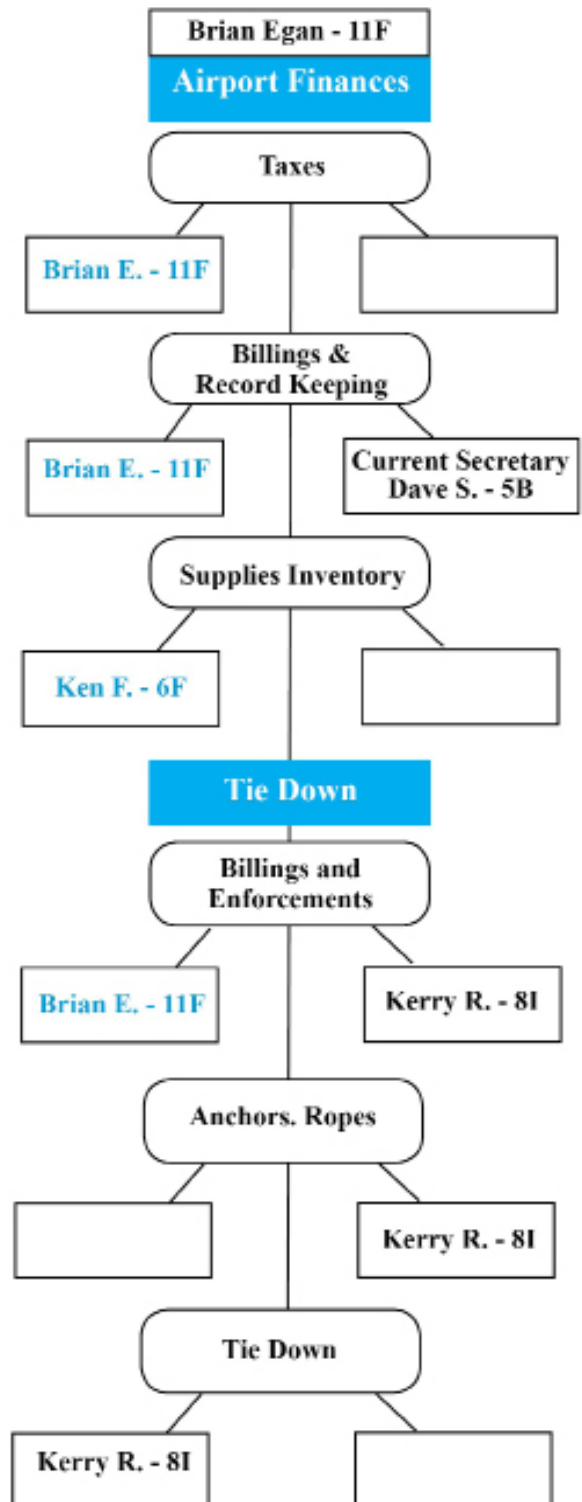 Brian Egan - 11F
Airport Finances
Taxes
Brian E. - 11F
Billings &
Record Keeping
Brian E. - 11F
Current Secretary
Dave S. - 5B
Supplies Inventory
Ken F. - 6F
Tie Down
Billings and
Enforcements
Brian E. - 11F
Kerry R. - 8I
Anchors. Ropes
Kerry R. - 8I
Tie Down
Kerry R. - 8I